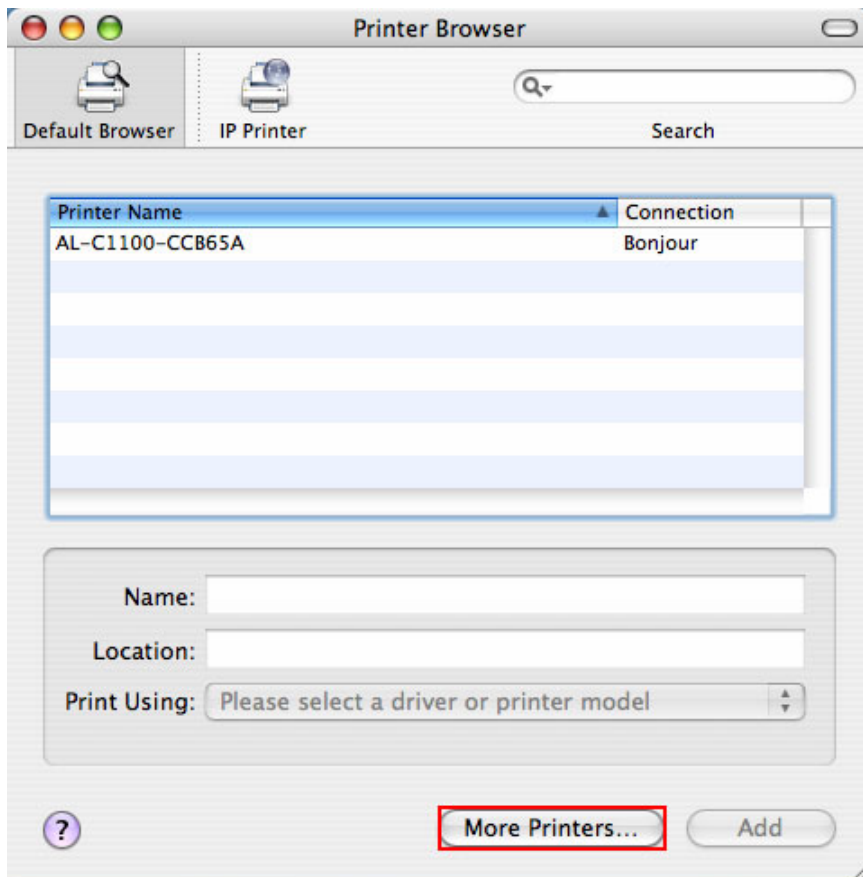 Printer Browser
Default Browser
IP Printer
Search
Printer Name Connection
AL-C1100-CCB65A Bonjour
Name:
Location:
Print Using: Please select a driver or printer model
? More Printers... Add